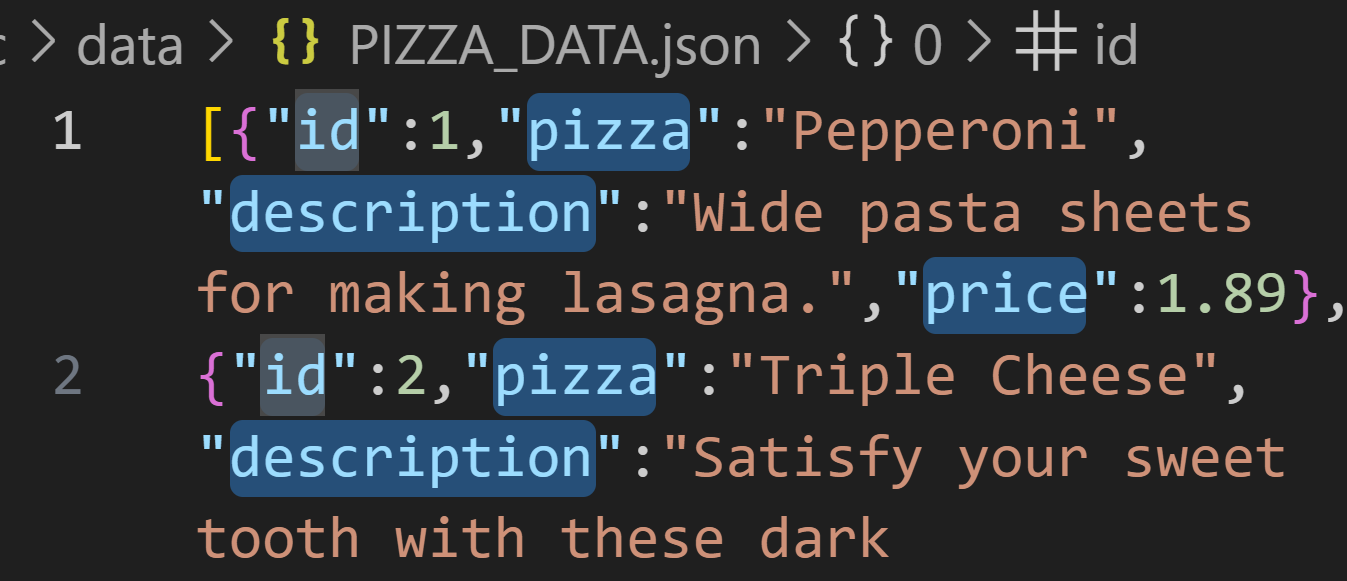 > data > {} PIZZA_DATA.json > {} 0 > # id
1 [{"id":1,"pizza":"Pepperoni",
"description":"Wide pasta sheets
for making lasagna.","price":1.89},
2 {"id":2,"pizza":"Triple Cheese",
"description":"Satisfy your sweet
tooth with these dark